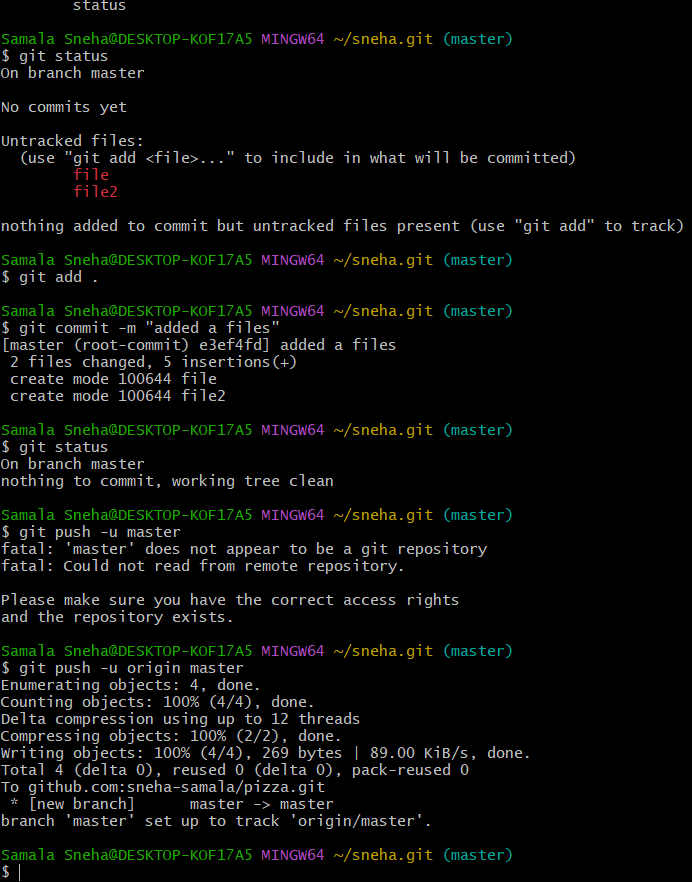 status
Samala Sneha@DESKTOP-KOF17A5 MINGW64 ~/sneha.git (master)
$ git status
On branch master
No commits yet
Untracked files:
(use "git add <file>..." to include in what will be committed)
file
file2
nothing added to commit but untracked files present (use "git add" to track)
Samala Sneha@DESKTOP-KOF17A5 MINGW64 ~/sneha.git (master)
$ git add .
Samala Sneha@DESKTOP-KOF17A5 MINGW64 ~/sneha.git (master)
$ git commit -m "added a files"
[master (root-commit) e3ef4fd] added a files
2 files changed, 5 insertions(+)
create mode 100644 file
create mode 100644 file2
Samala Sneha@DESKTOP-KOF17A5 MINGW64 ~/sneha.git (master)
$ git status
On branch master
nothing to commit, working tree clean
Samala Sneha@DESKTOP-KOF17A5 MINGW64 ~/sneha.git (master)
$ git push -u master
fatal: 'master' does not appear to be a git repository
fatal: Could not read from remote repository.
Please make sure you have the correct access rights
and the repository exists.
Samala Sneha@DESKTOP-KOF17A5 MINGW64 ~/sneha.git (master)
$ git push -u origin master
Enumerating objects: 4, done.
Counting objects: 100% (4/4), done.
Delta compression using up to 12 threads
Compressing objects: 100% (2/2), done.
Writing objects: 100% (4/4), 269 bytes | 89.00 KiB/s, done.
Total 4 (delta 0), reused 0 (delta 0), pack-reused 0
To github.com:sneha-samala/pizza.git
* [new branch]      master -> master
branch 'master' set up to track 'origin/master'.
Samala Sneha@DESKTOP-KOF17A5 MINGW64 ~/sneha.git (master)
$